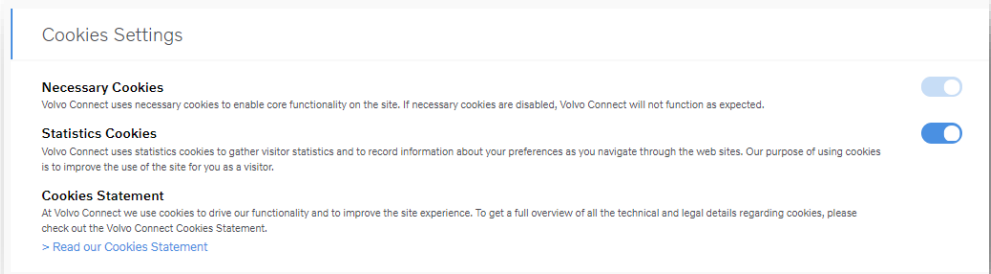 Cookies Settings
Necessary Cookies
Volvo Connect uses necessary cookies to enable core functionality on the site. If necessary cookies are disabled, Volvo Connect will not function as expected.
Statistics Cookies
Volvo Connect uses statistics cookies to gather visitor statistics and to record information about your preferences as you navigate through the web sites. Our purpose of using cookies
is to improve the use of the site for you as a visitor.
Cookies Statement
At Volvo Connect we use cookies to drive our functionality and to improve the site experience. To get a full overview of all the technical and legal details regarding cookies, please
check out the Volvo Connect Cookies Statement.
> Read our Cookies Statement